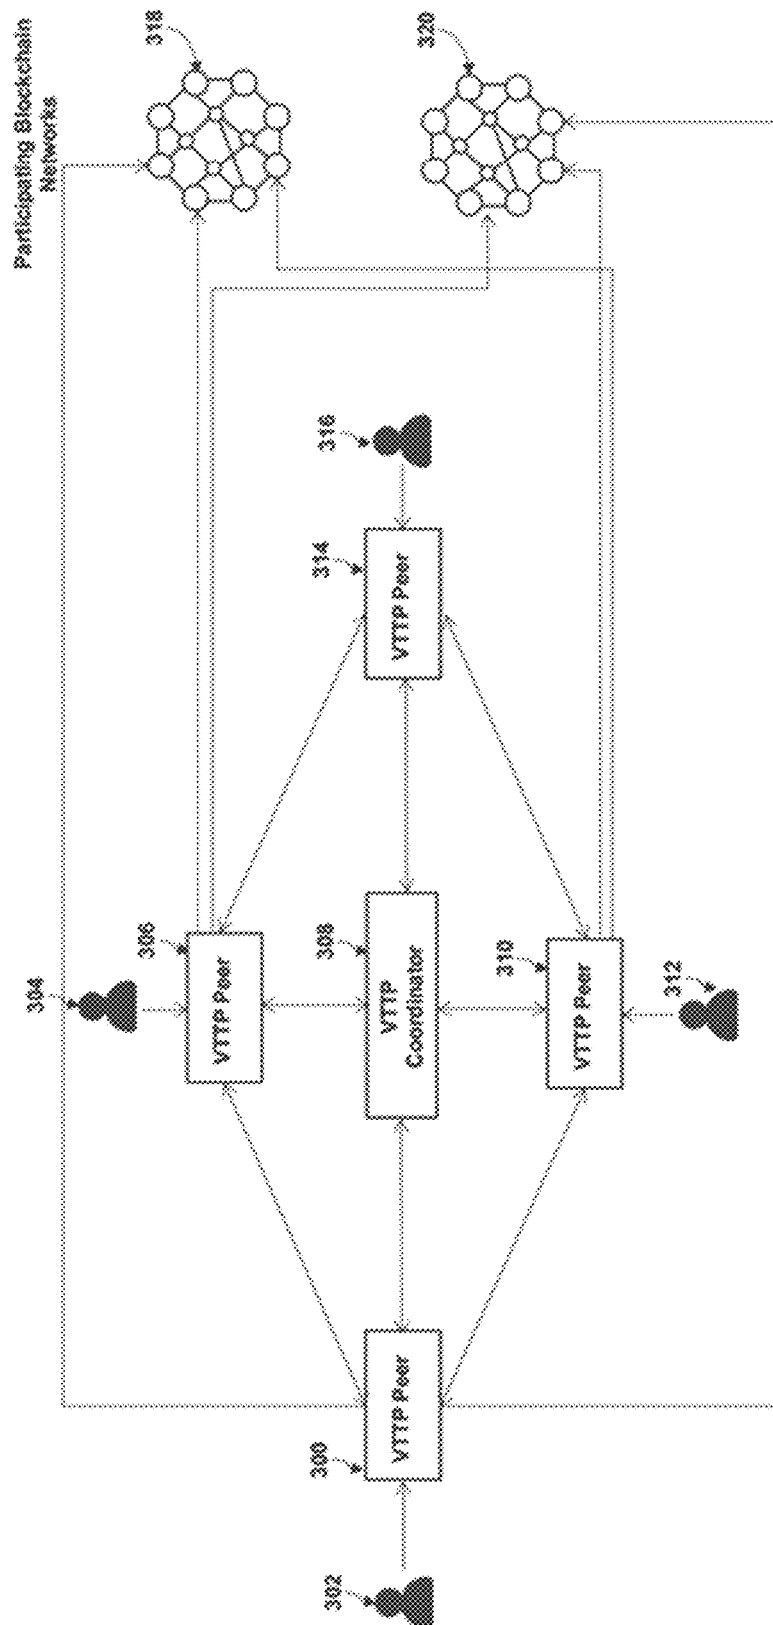 Participating Blockchain
Networks
318
320
304
306
VTTP Peer
308
VTTP
Coordinator
310
VTTP Peer
312
314
VTTP Peer
316
300
VTTP Peer
302